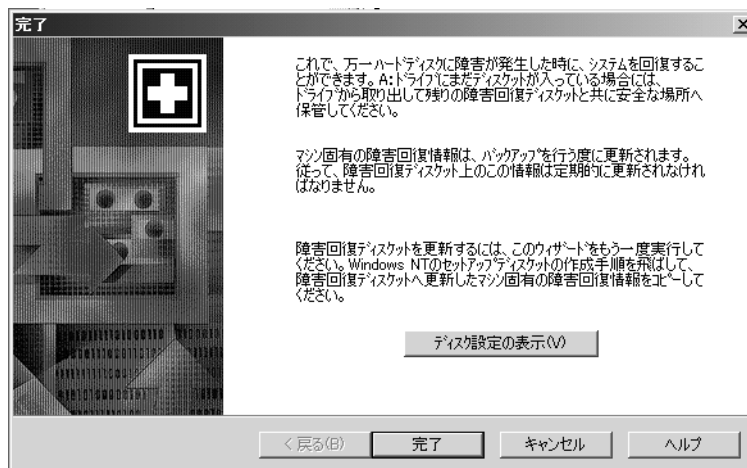 完了
これで、万一ハードディスクに障害が発生した時に、システムを回復するこ
とができます。A:ドライブにまだディスケットが入っている場合には、
ドライブから取り出して残りの障害回復ディスケットと共に安全な場所へ
保管してください。
マシン固有の障害回復情報は、バックアップを行う度に更新されます。
従って、障害回復ディスケット上のこの情報は定期的に更新されなけれ
ばなりません。
障害回復ディスケットを更新するには、このウィザードをもう一度実行して
ください。Windows NTのセットアップディスケットの作成手順を飛ばして、
障害回復ディスケットへ更新したマシン固有の障害回復情報をコピーして
ください。
ディスク設定の表示(V)
< 戻る(B)
完了
キャンセル
ヘルプ